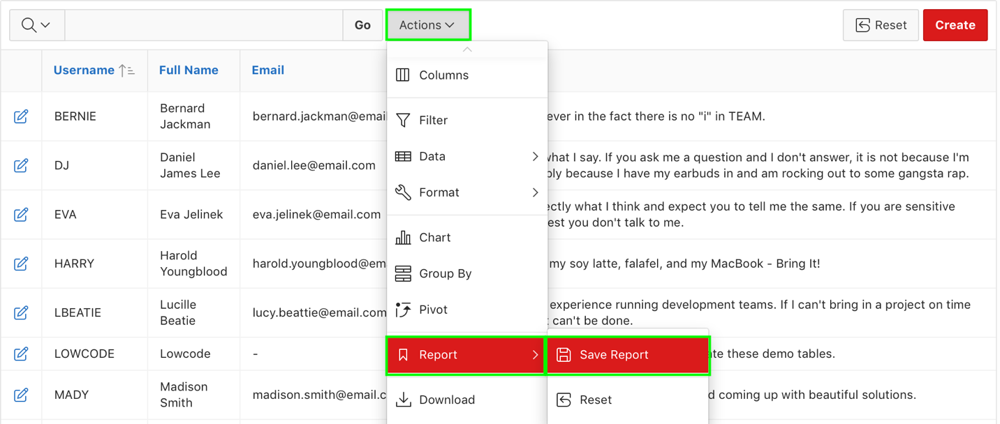 Go
Actions
Reset
Create
Username
Full Name
Email
Columns
BERNIE
Bernard
Jackman
bernard.jackman@emai
ever in the fact there is no "i" in TEAM.
Filter
DJ
Daniel
James Lee
daniel.lee@email.com
Data
what I say. If you ask me a question and I don't answer, it is not because I'm
bly because I have my earbuds in and am rocking out to some gangsta rap.
Format
EVA
Eva Jelinek
eva.jelinek@email.com
ectly what I think and expect you to tell me the same. If you are sensitive
est you don't talk to me.
Chart
HARRY
Harold
Youngblood
harold.youngblood@em
my soy latte, falafel, and my MacBook - Bring It!
Group By
LBEATIE
Lucille
Beatie
lucy.beattie@email.com
Pivot
experience running development teams. If I can't bring in a project on time
can't be done.
LOWCODE
Lowcode
-
Report
Save Report
ate these demo tables.
MADY
Madison
Smith
madison.smith@email.c
Download
Reset
d coming up with beautiful solutions.